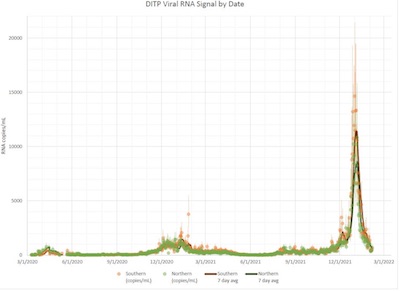 DITP Viral RNA Signal by Date
20000
15000
RNA copies/mL
10000
5000
0
3/1/2020 6/1/2020 9/1/2020 12/1/2020 3/1/2021 6/1/2021 9/1/2021 12/1/2021 3/1/2022
Southern Northern Southern Northern
(copies/mL) (copies/mL) 7 day avg 7 day avg